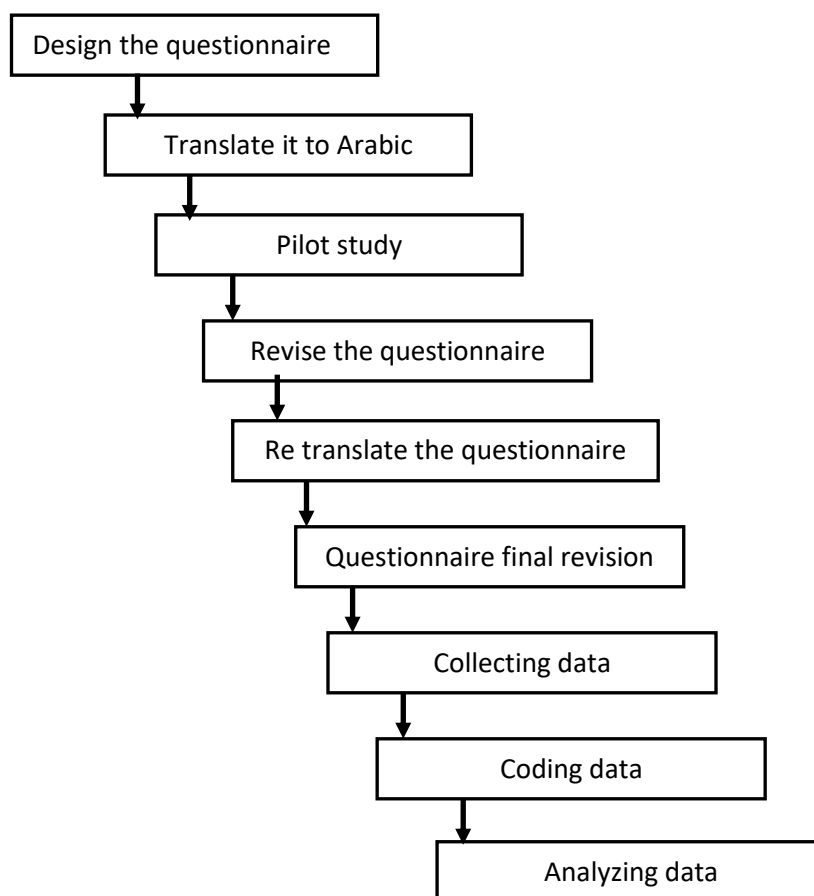 Design the questionnaire
Translate it to Arabic
Pilot study
Revise the questionnaire
Re translate the questionnaire
Questionnaire final revision
Collecting data
Coding data
Analyzing data